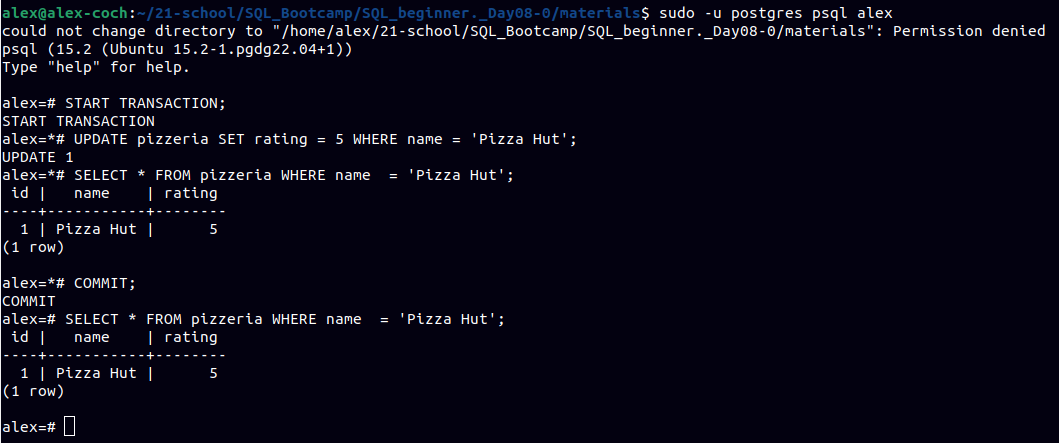 alex@alex-coch:~/21-school/SQL_Bootcamp/SQL_beginner._Day08-0/materials$ sudo -u postgres psql alex
could not change directory to "/home/alex/21-school/SQL_Bootcamp/SQL_beginner._Day08-0/materials": Permission denied
psql (15.2 (Ubuntu 15.2-1.pgdg22.04+1))
Type "help" for help.

alex=# START TRANSACTION;
START TRANSACTION
alex=*# UPDATE pizzeria SET rating = 5 WHERE name = 'Pizza Hut';
UPDATE 1
alex=*# SELECT * FROM pizzeria WHERE name  = 'Pizza Hut';
 id |   name    | rating
----+-----------+--------
  1 | Pizza Hut |      5
(1 row)

alex=*# COMMIT;
COMMIT
alex=# SELECT * FROM pizzeria WHERE name  = 'Pizza Hut';
 id |   name    | rating
----+-----------+--------
  1 | Pizza Hut |      5
(1 row)

alex=#